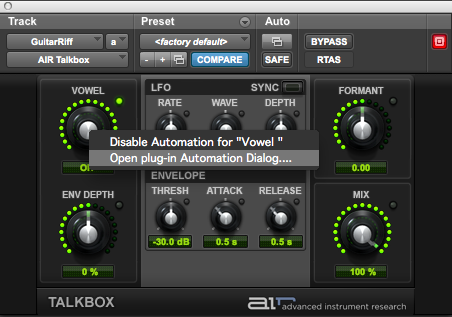 Track Preset Auto
GuitarRiff a <factory default> BYPASS
AIR Talkbox - + COMPARE SAFE RTAS
VOWEL LFO SYNC FORMANT
RATE WAVE DEPTH
Disable Automation for "Vowel "
Open plug-in Automation Dialog....
0.00
ENVELOPE
ENV DEPTH THRESH ATTACK RELEASE MIX
0 % -30.0 dB 0.5 s 0.5 s 100 %
TALKBOX AIR advanced instrument research